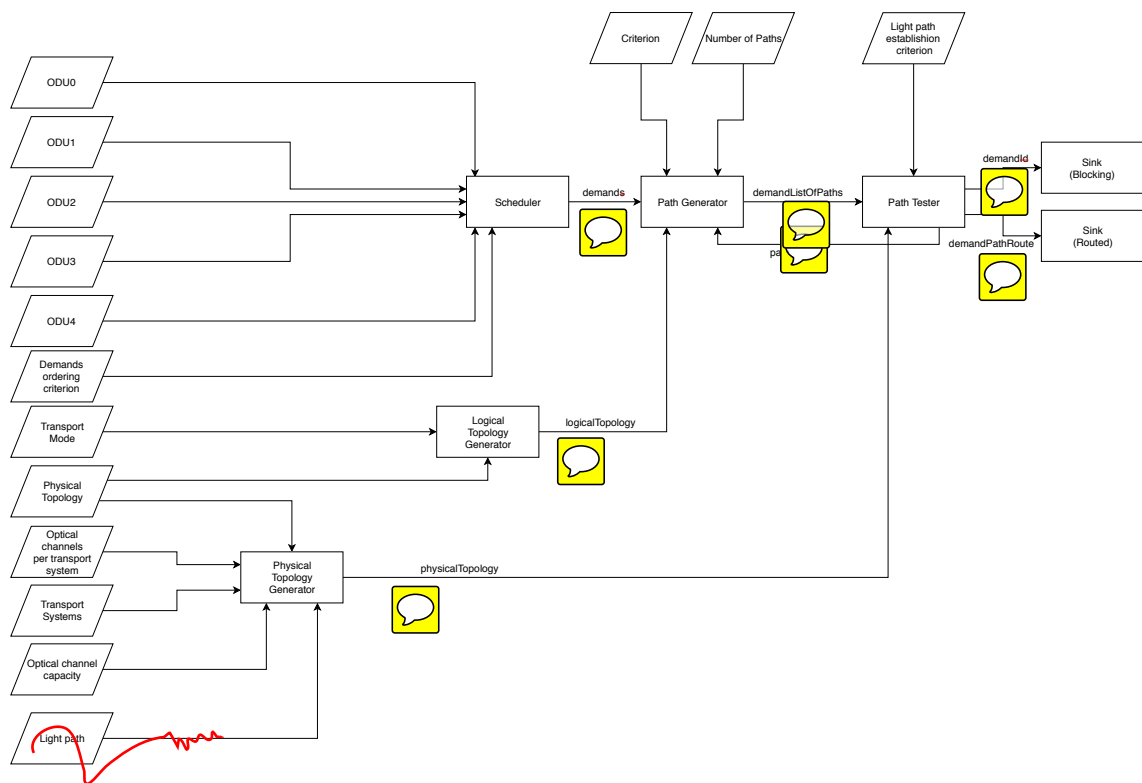 Criterion
Number of Paths
Light path
establishion
criterion
ODU0
ODU1
ODU2
ODU3
ODU4
Demands
ordering
criterion
Transport
Mode
Physical
Topology
Optical
channels
per transport
system
Transport
Systems
Optical channel
capacity
Light path
Scheduler
demands
Path Generator
demandListOfPaths
Path Tester
demandId
Sink
(Blocking)
demandPathRoute
Sink
(Routed)
Logical
Topology
Generator
logicalTopology
Physical
Topology
Generator
physicalTopology